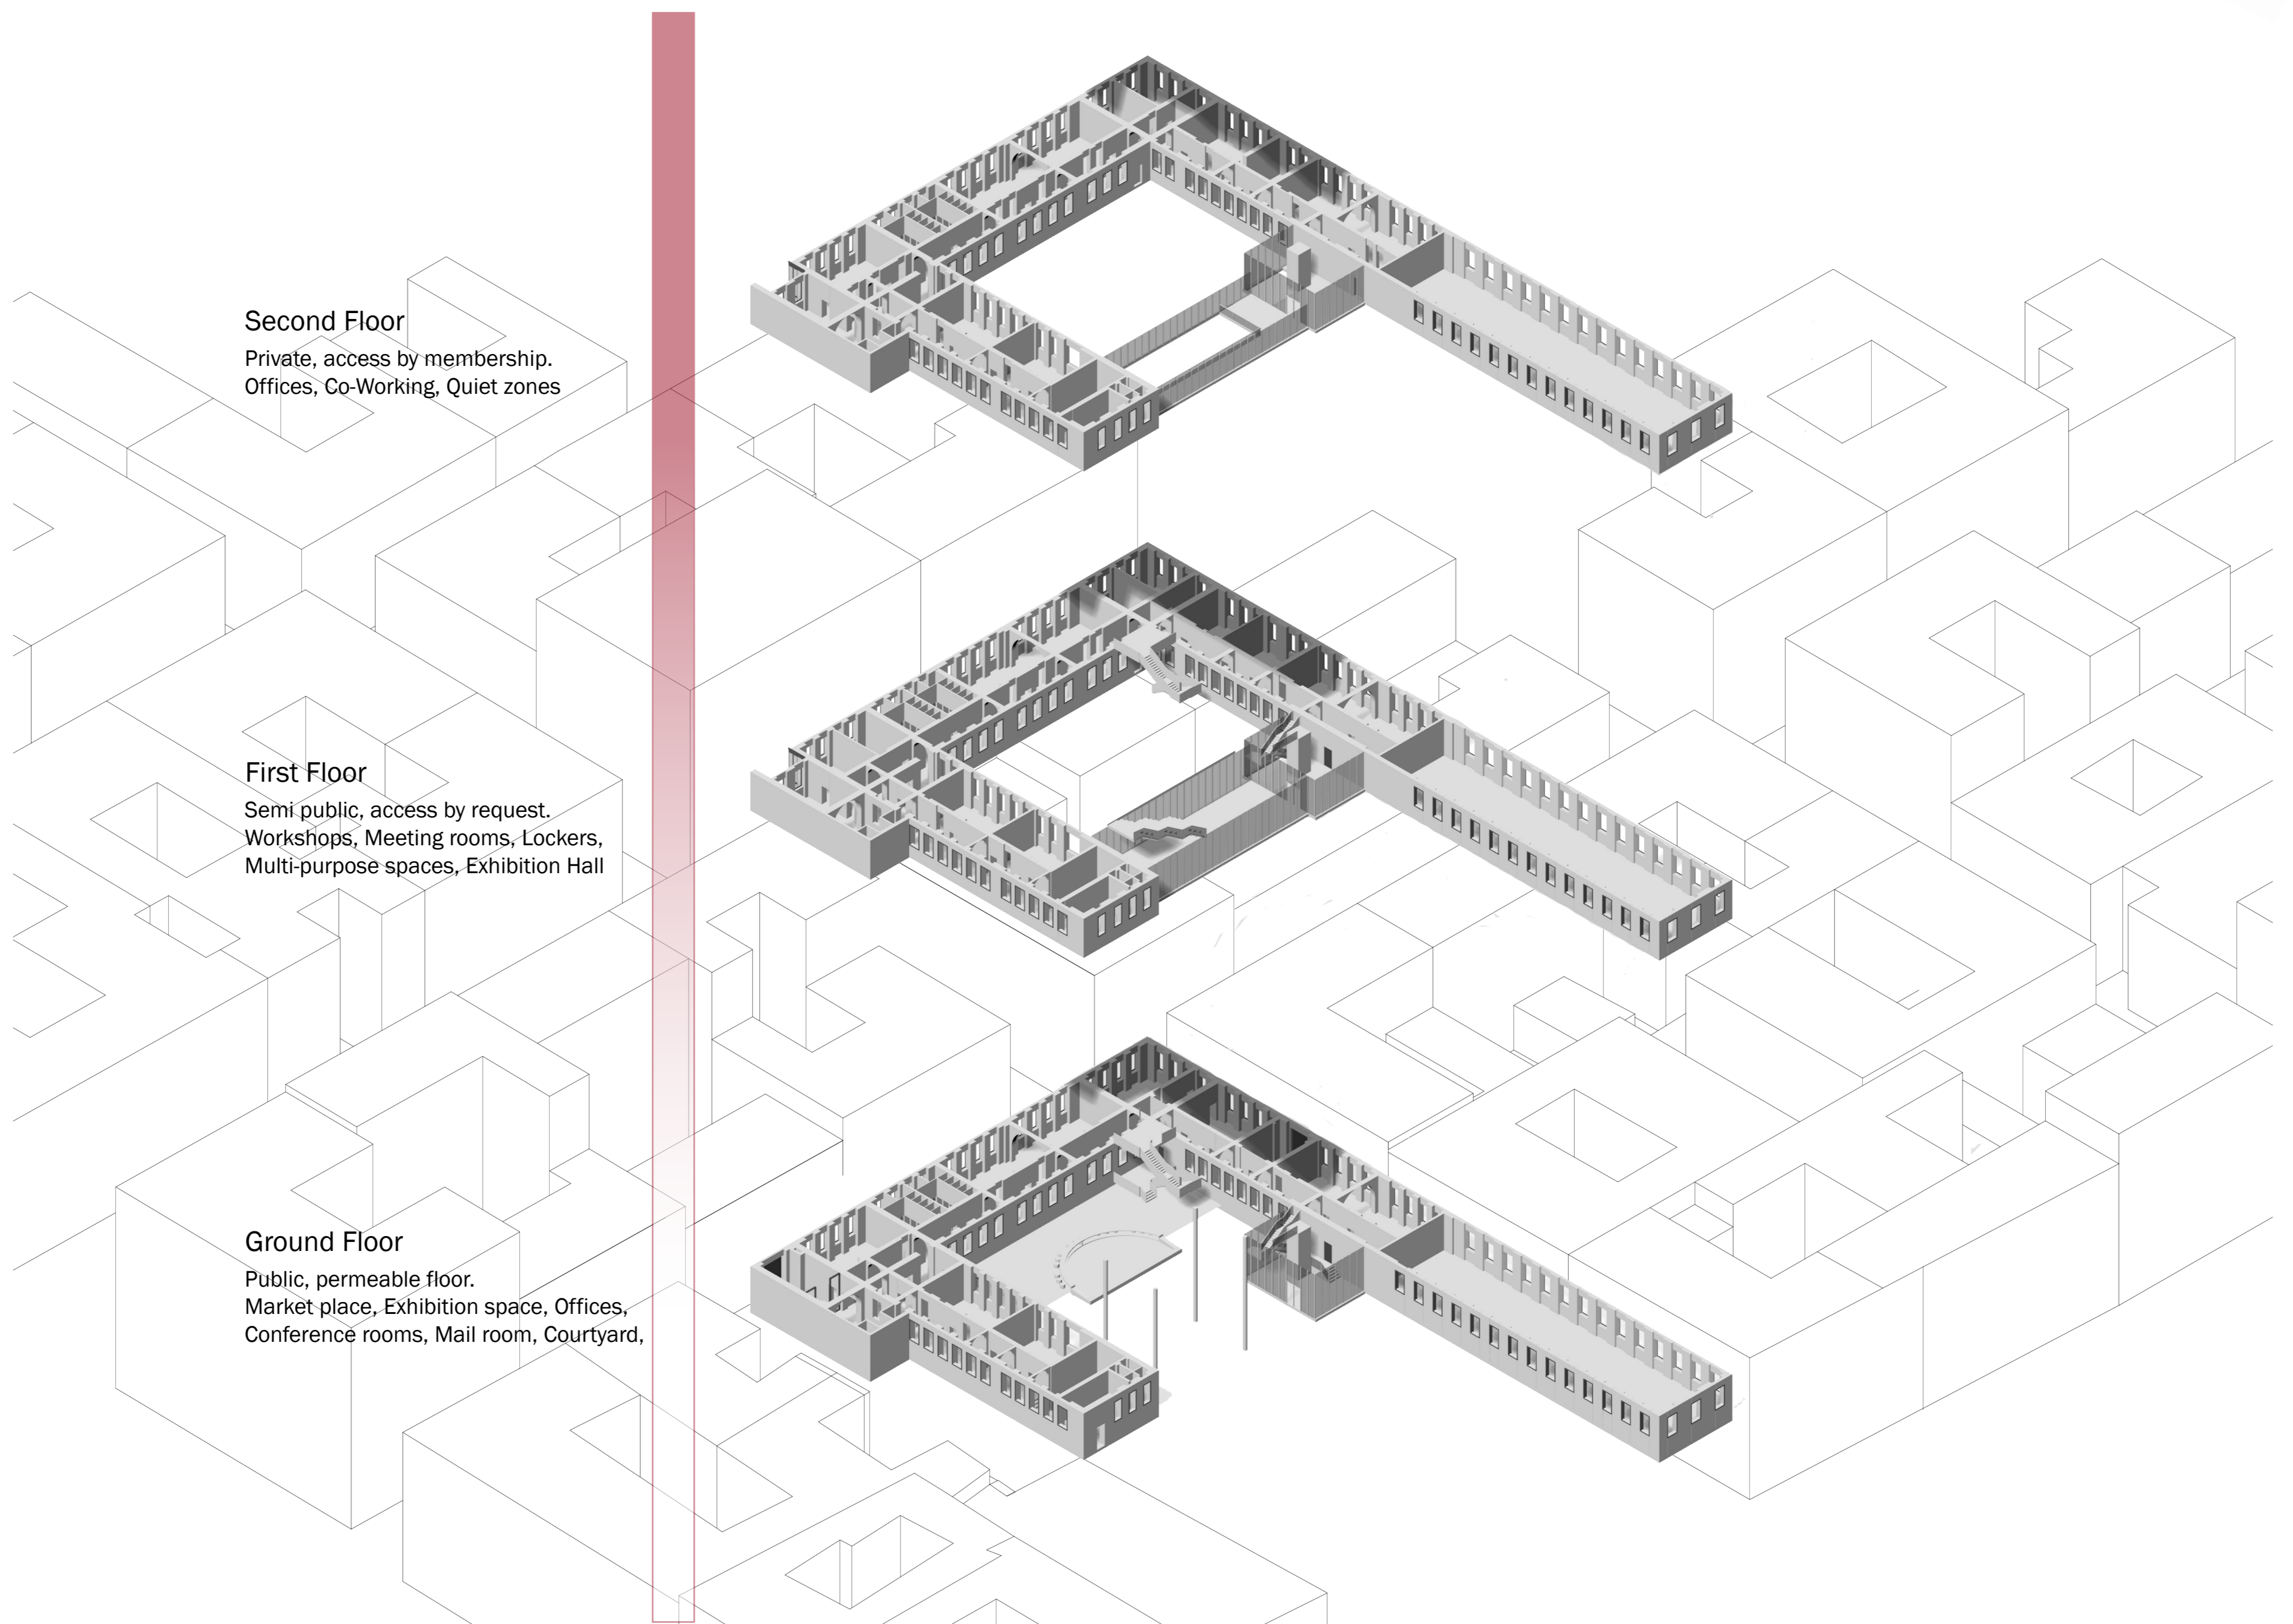 Second Floor
Private, access by membership.
Offices, Co-Working, Quiet zones
First Floor
Semi public, access by request.
Workshops, Meeting rooms, Lockers,
Multi-purpose spaces, Exhibition Hall
Ground Floor
Public, permeable floor.
Market place, Exhibition space, Offices,
Conference rooms, Mail room, Courtyard,